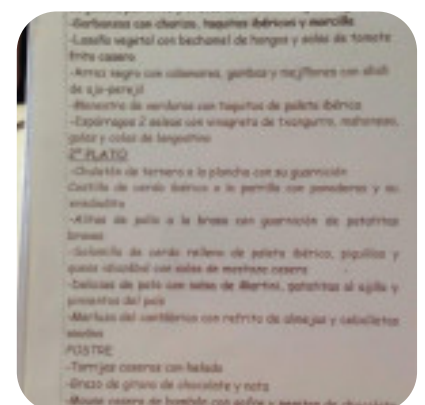 -Garbanzos con chorizo, taquitos ibéricos y morcilla
-Lasaña vegetal con bechamel de hongos y salsa de tomate
frito casero
-Arroz negro con calamares, gambas y mejillones con alioli
de ajo-perejil
-Menestra de verduras con taquitos de paleta ibérica
-Espárragos 2 salsas con vinagreta de txangurro, mahonesa,
gulas y colas de langostino
2º PLATO
-Chuletón de ternera a la plancha con su guarnición
Costilla de cerdo ibérico a la parrilla con panaderas y su
ensaladita
-Alitas de pollo a la brasa con guarnición de patatitas
bravas
-Solomillo de cerdo relleno de paleta ibérica, piquillos y
queso idiazábal con salsa de mostaza casera
-Delicias de pato con salsa de Martini, patatitas al ajillo y
pimientos del país
-Merluza del cantábrico con refrito de almejas y
POSTRE
-Torrijas caseras con helado
-Brazo de gitano de chocolate y nata
-Mouse casera de